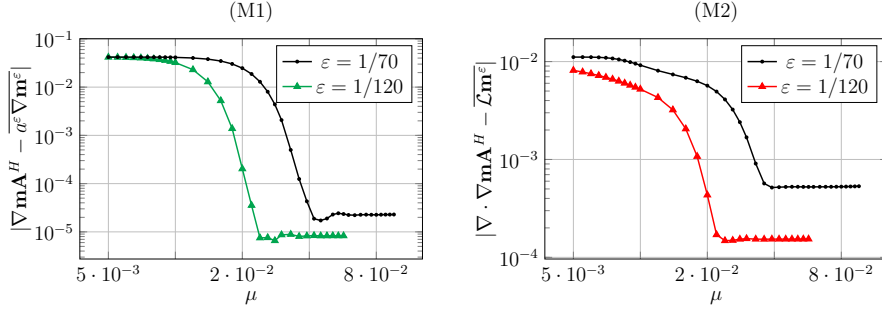 (M1)
|∇mA^H − \overline{a^ε∇m^ε}|
10^{−1}
10^{−2}
10^{−3}
10^{−4}
10^{−5}
ε = 1/70
ε = 1/120
5 · 10^{−3}
2 · 10^{−2}
8 · 10^{−2}
μ
(M2)
|∇ · ∇mA^H − \overline{ℒm^ε}|
10^{−2}
10^{−3}
10^{−4}
ε = 1/70
ε = 1/120
5 · 10^{−3}
2 · 10^{−2}
8 · 10^{−2}
μ